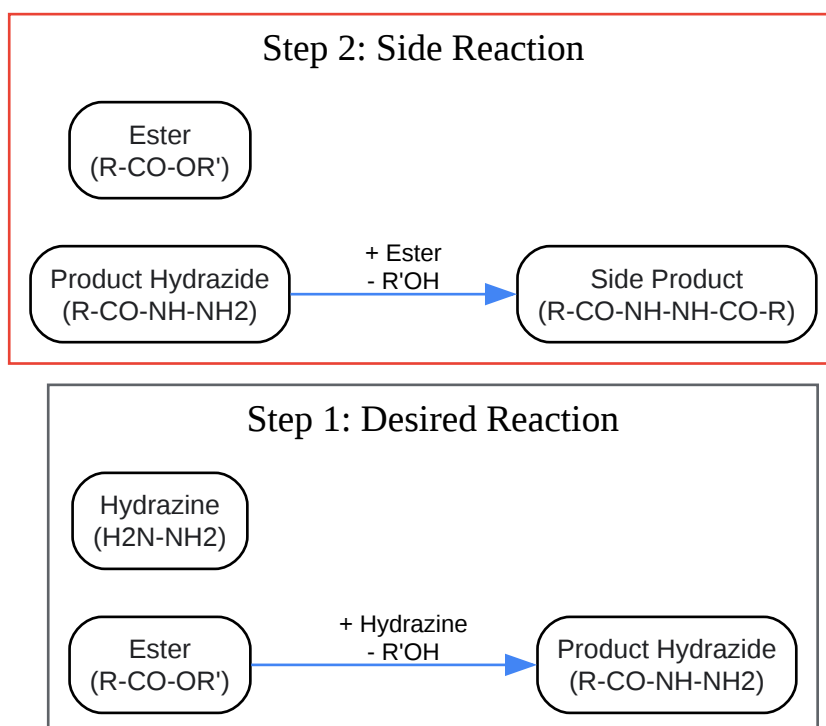 Step 2: Side Reaction
Ester
(R-CO-OR')
Product Hydrazide
(R-CO-NH-NH2)
+ Ester
- R'OH
Side Product
(R-CO-NH-NH-CO-R)
Step 1: Desired Reaction
Hydrazine
(H2N-NH2)
Ester
(R-CO-OR')
+ Hydrazine
- R'OH
Product Hydrazide
(R-CO-NH-NH2)